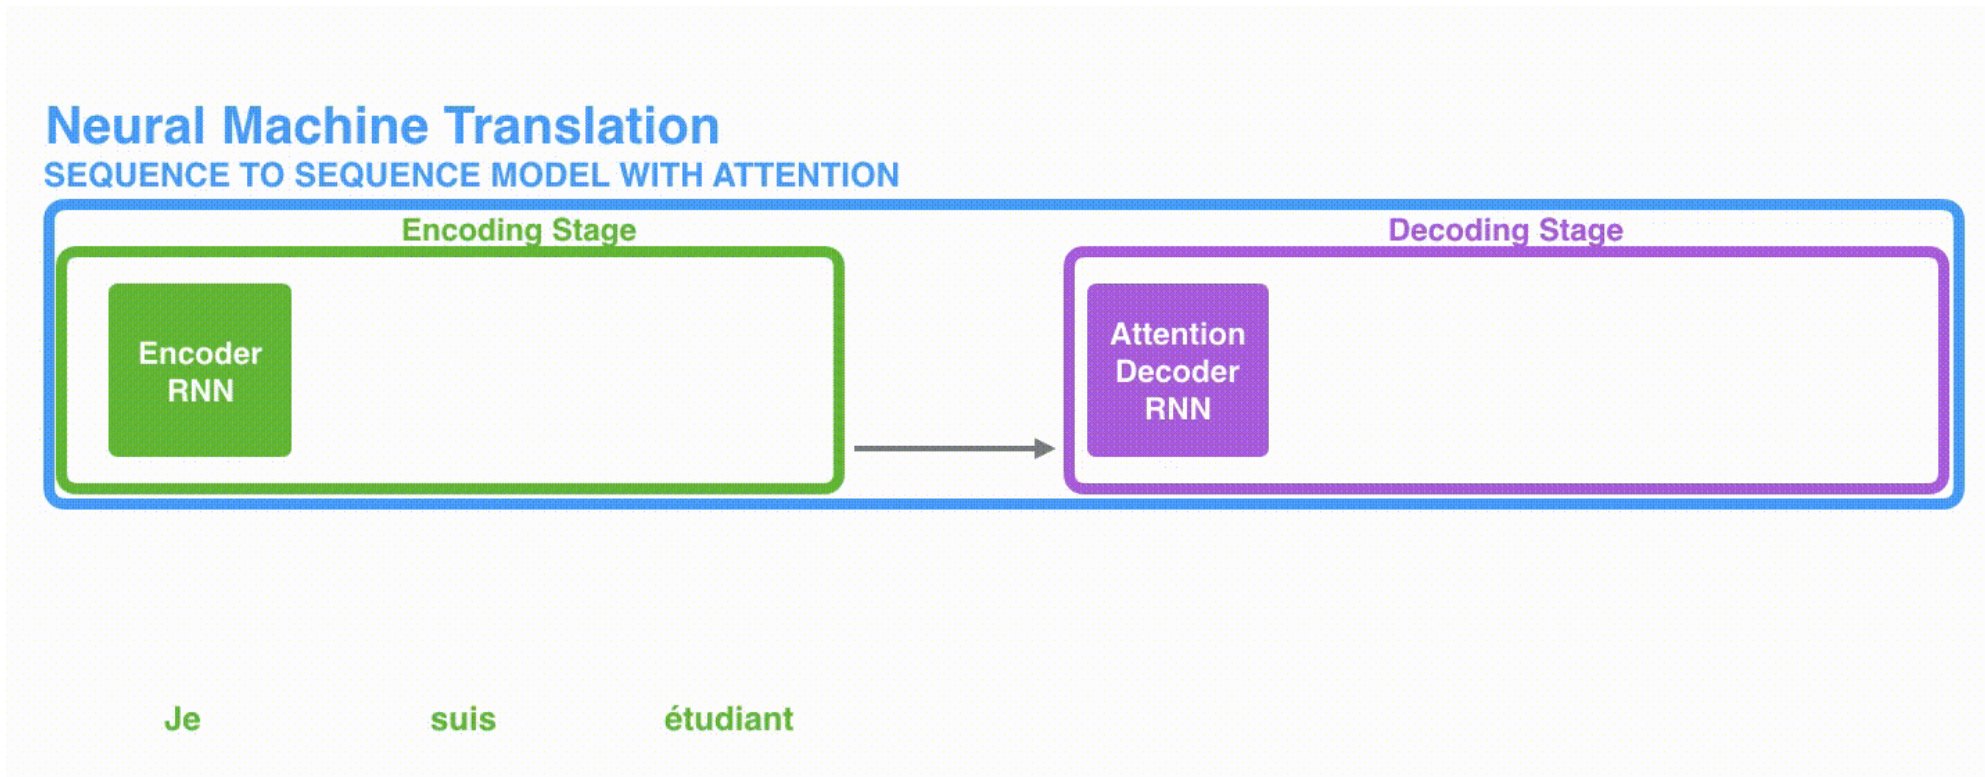 Neural Machine Translation
SEQUENCE TO SEQUENCE MODEL WITH ATTENTION
Encoding Stage
Decoding Stage
Encoder
RNN
Attention
Decoder
RNN
Je
suis
étudiant